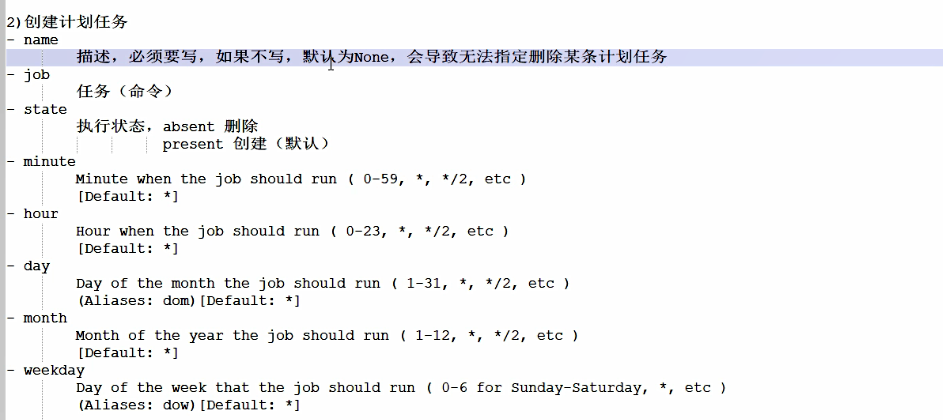 2)创建计划任务
- name
描述，必须要写，如果不写，默认为None，会导致无法指定删除某条计划任务
- job
任务（命令）
- state
执行状态，absent 删除
present 创建（默认）
- minute
Minute when the job should run ( 0-59, *, */2, etc )
[Default: *]
- hour
Hour when the job should run ( 0-23, *, */2, etc )
[Default: *]
- day
Day of the month the job should run ( 1-31, *, */2, etc )
(Aliases: dom)[Default: *]
- month
Month of the year the job should run ( 1-12, *, */2, etc )
[Default: *]
- weekday
Day of the week that the job should run ( 0-6 for Sunday-Saturday, *, etc )
(Aliases: dow)[Default: *]